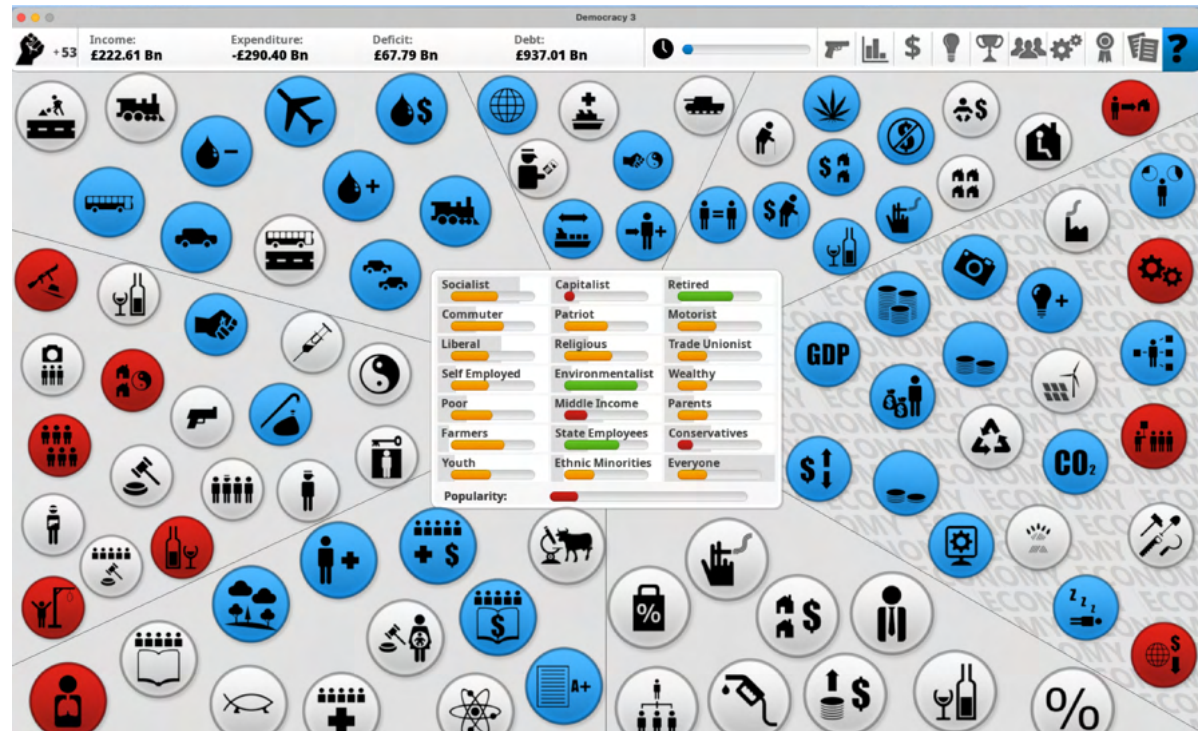 Democracy 3
Income: Expenditure: Deficit: Debt:
+53 £222.61 Bn -£290.40 Bn £67.79 Bn £937.01 Bn
?
$
- $
+
$
+ $
+
= $ +
GDP
Socialist Capitalist Retired
Commuter Patriot Motorist
Liberal Religious Trade Unionist
Self Employed Environmentalist Wealthy
Poor Middle Income Parents
Farmers State Employees Conservatives
Youth Ethnic Minorities Everyone
Popularity:
$ CO₂
ECONOMY
+ + $
$
%
$
z z z
$
A+
$
%